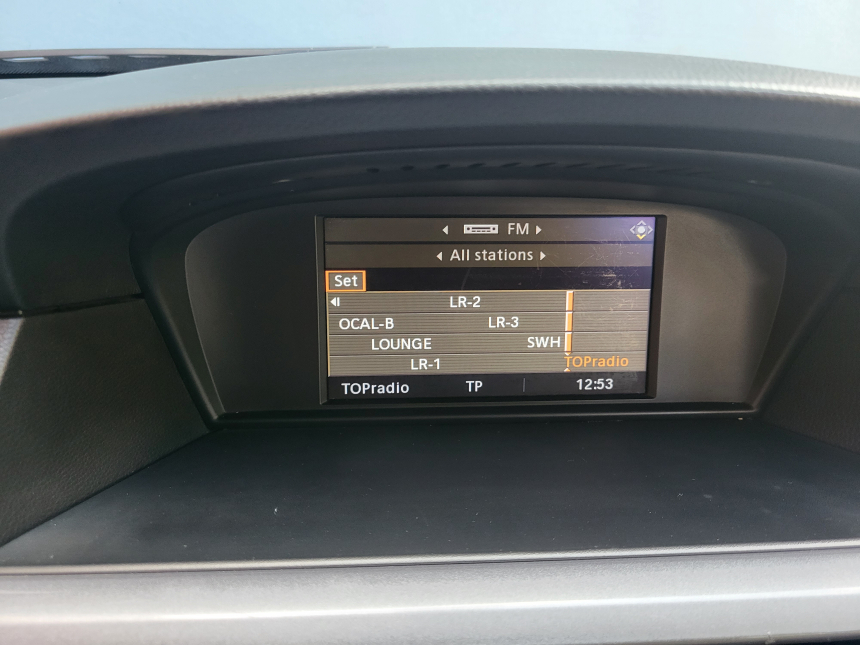 FM
All stations
Set
LR-2
OCAL-B LR-3
LOUNGE SWH
LR-1 TOPradio
TOPradio TP 12:53